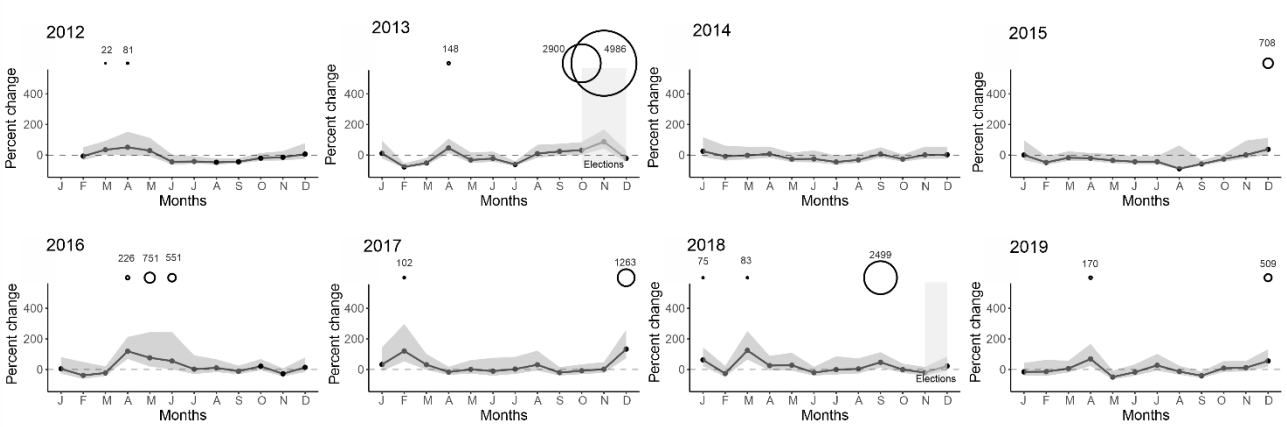 2012
22 81
Percent change
400
200
0
J F M A M J J A S O N D
Months
2013
148 2900 4986
Percent change
400
200
0
Elections
J F M A M J J A S O N D
Months
2014
Percent change
400
200
0
J F M A M J J A S O N D
Months
2015
708
Percent change
400
200
0
J F M A M J J A S O N D
Months
2016
226 751 551
Percent change
400
200
0
J F M A M J J A S O N D
Months
2017
102 1263
Percent change
400
200
0
J F M A M J J A S O N D
Months
2018
75 83 2499
Percent change
400
200
0
Elections
J F M A M J J A S O N D
Months
2019
170 509
Percent change
400
200
0
J F M A M J J A S O N D
Months